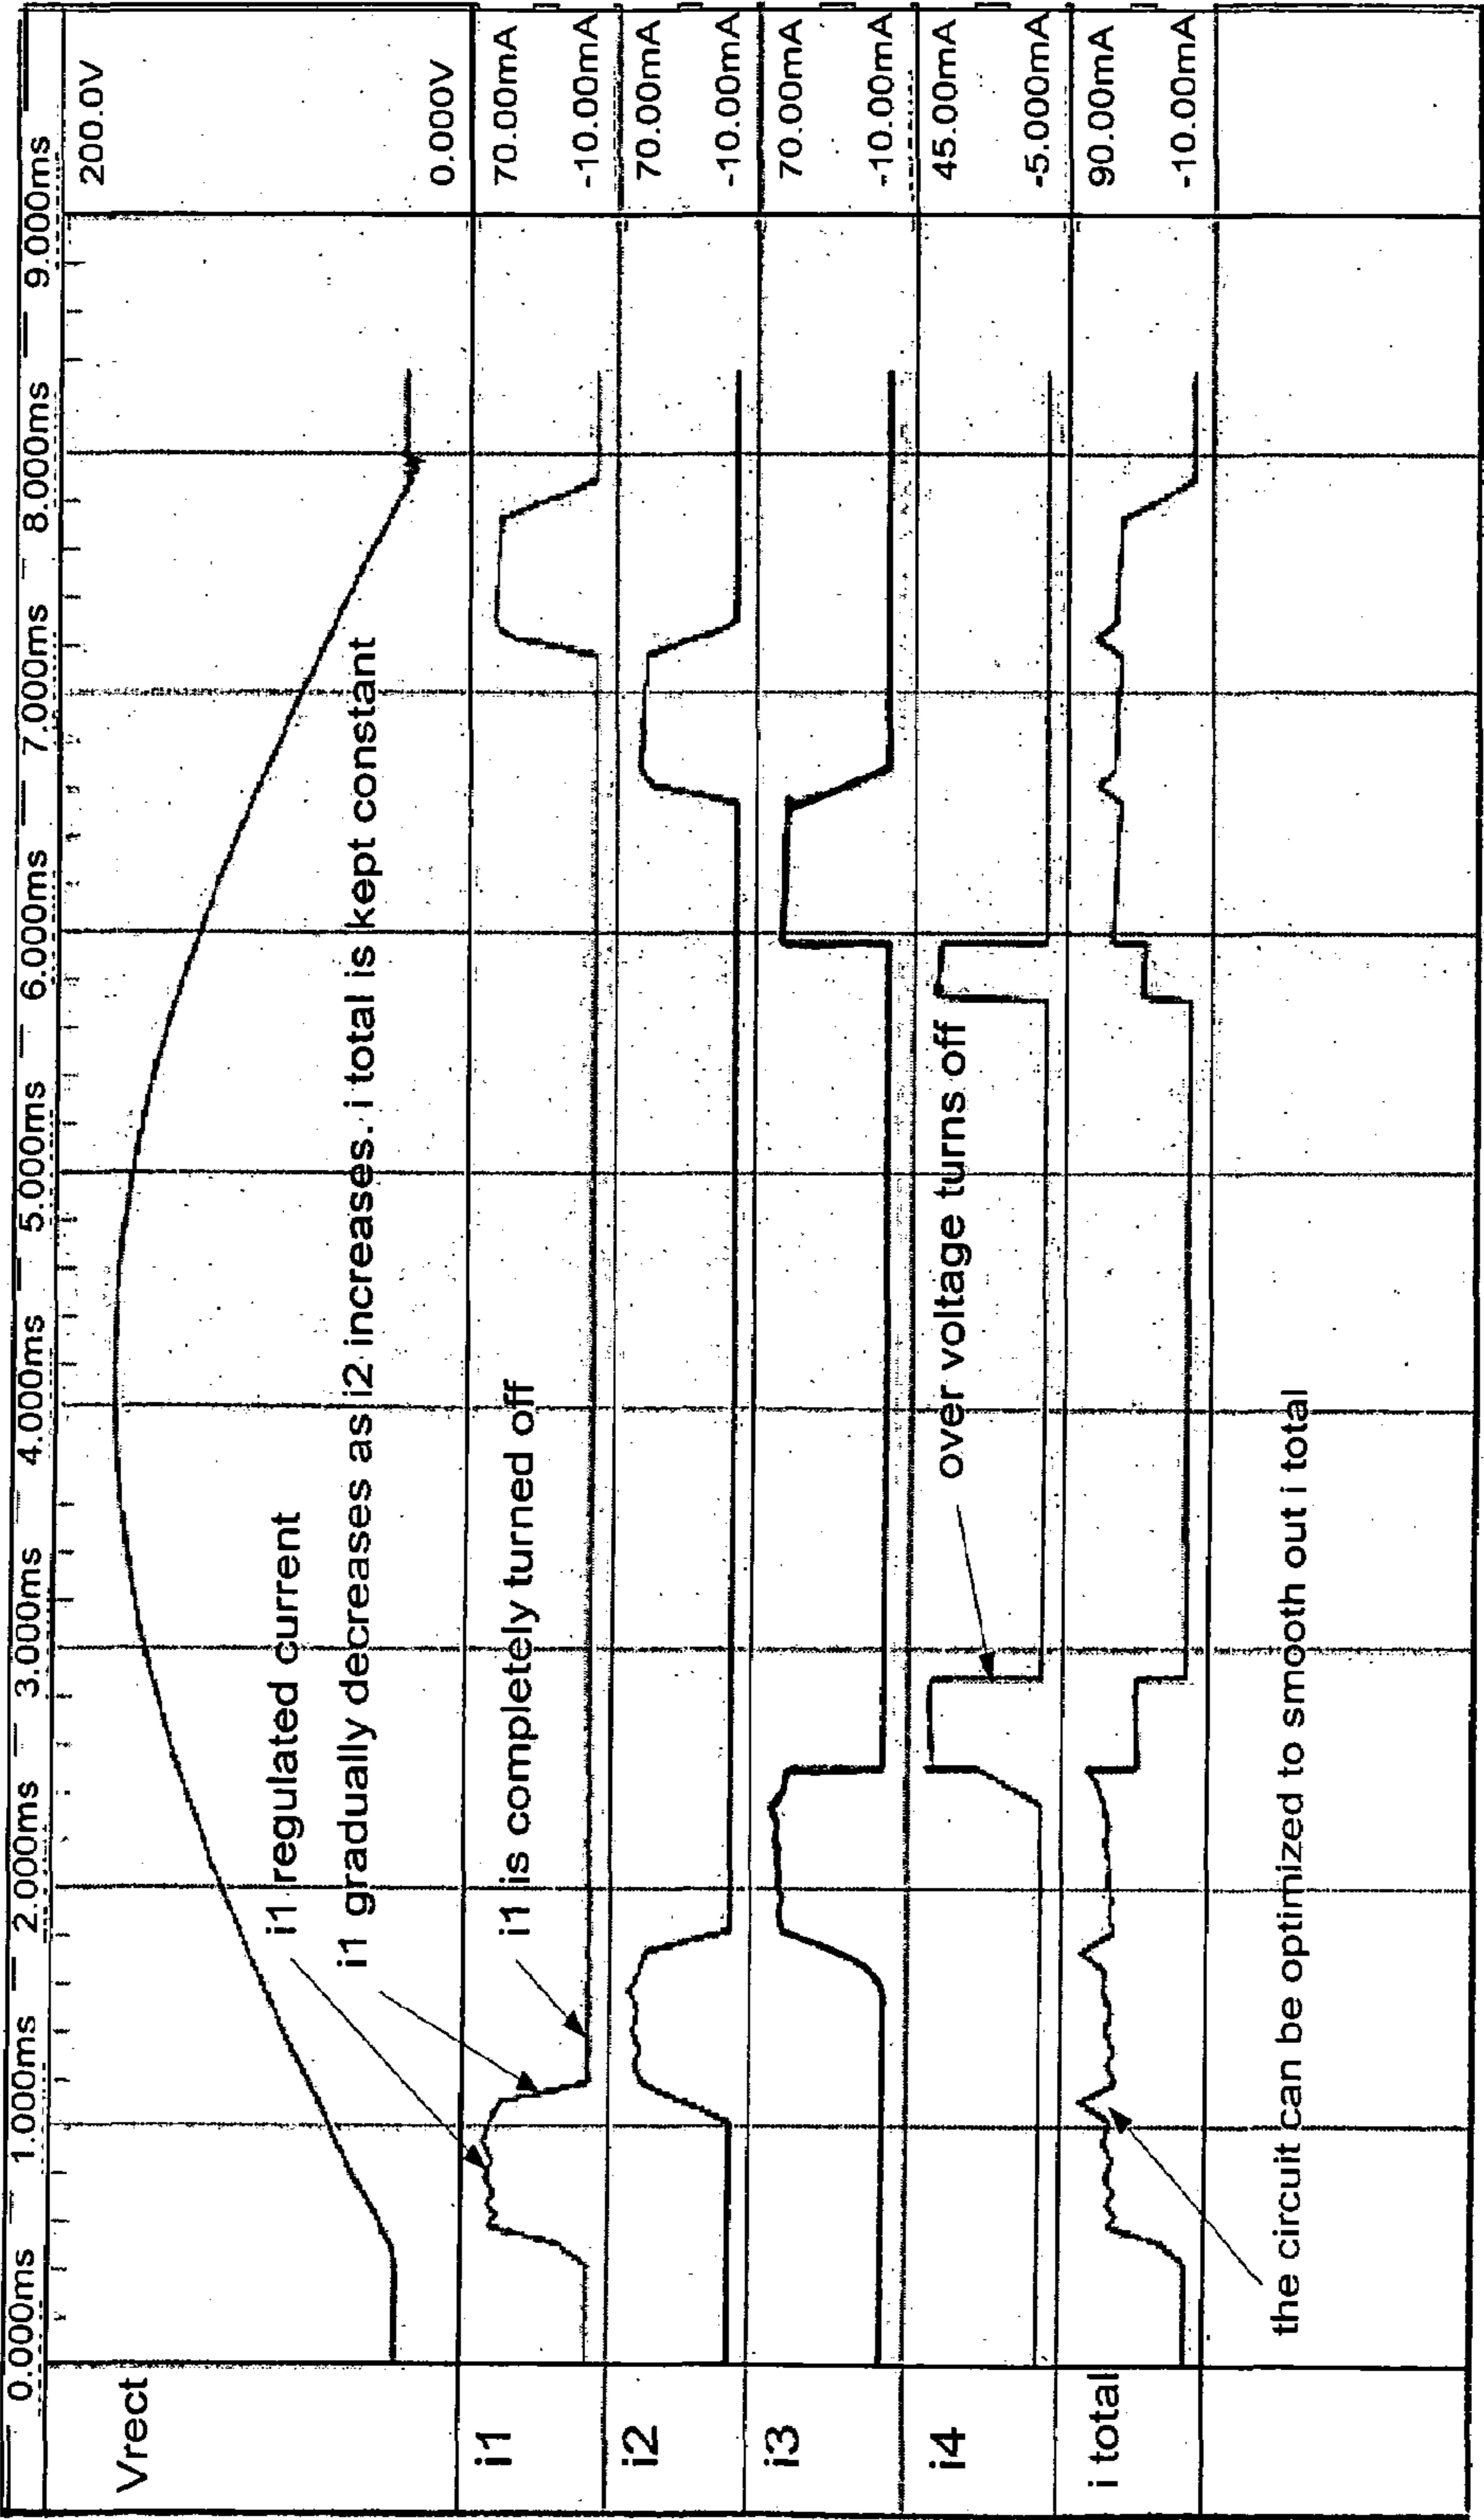 0.000ms 1.000ms 2.000ms 3.000ms 4.000ms 5.000ms 6.000ms 7.000ms 8.000ms 9.000ms
Vrect
200.0V
0.000V
i1 regulated current
i1 gradually decreases as i2 increases. i total is kept constant
i1
70.00mA
-10.00mA
i1 is completely turned off
i2
70.00mA
-10.00mA
i3
70.00mA
-10.00mA
i4
45.00mA
-5.000mA
over voltage turns off
i total
90.00mA
-10.00mA
the circuit can be optimized to smooth out i total